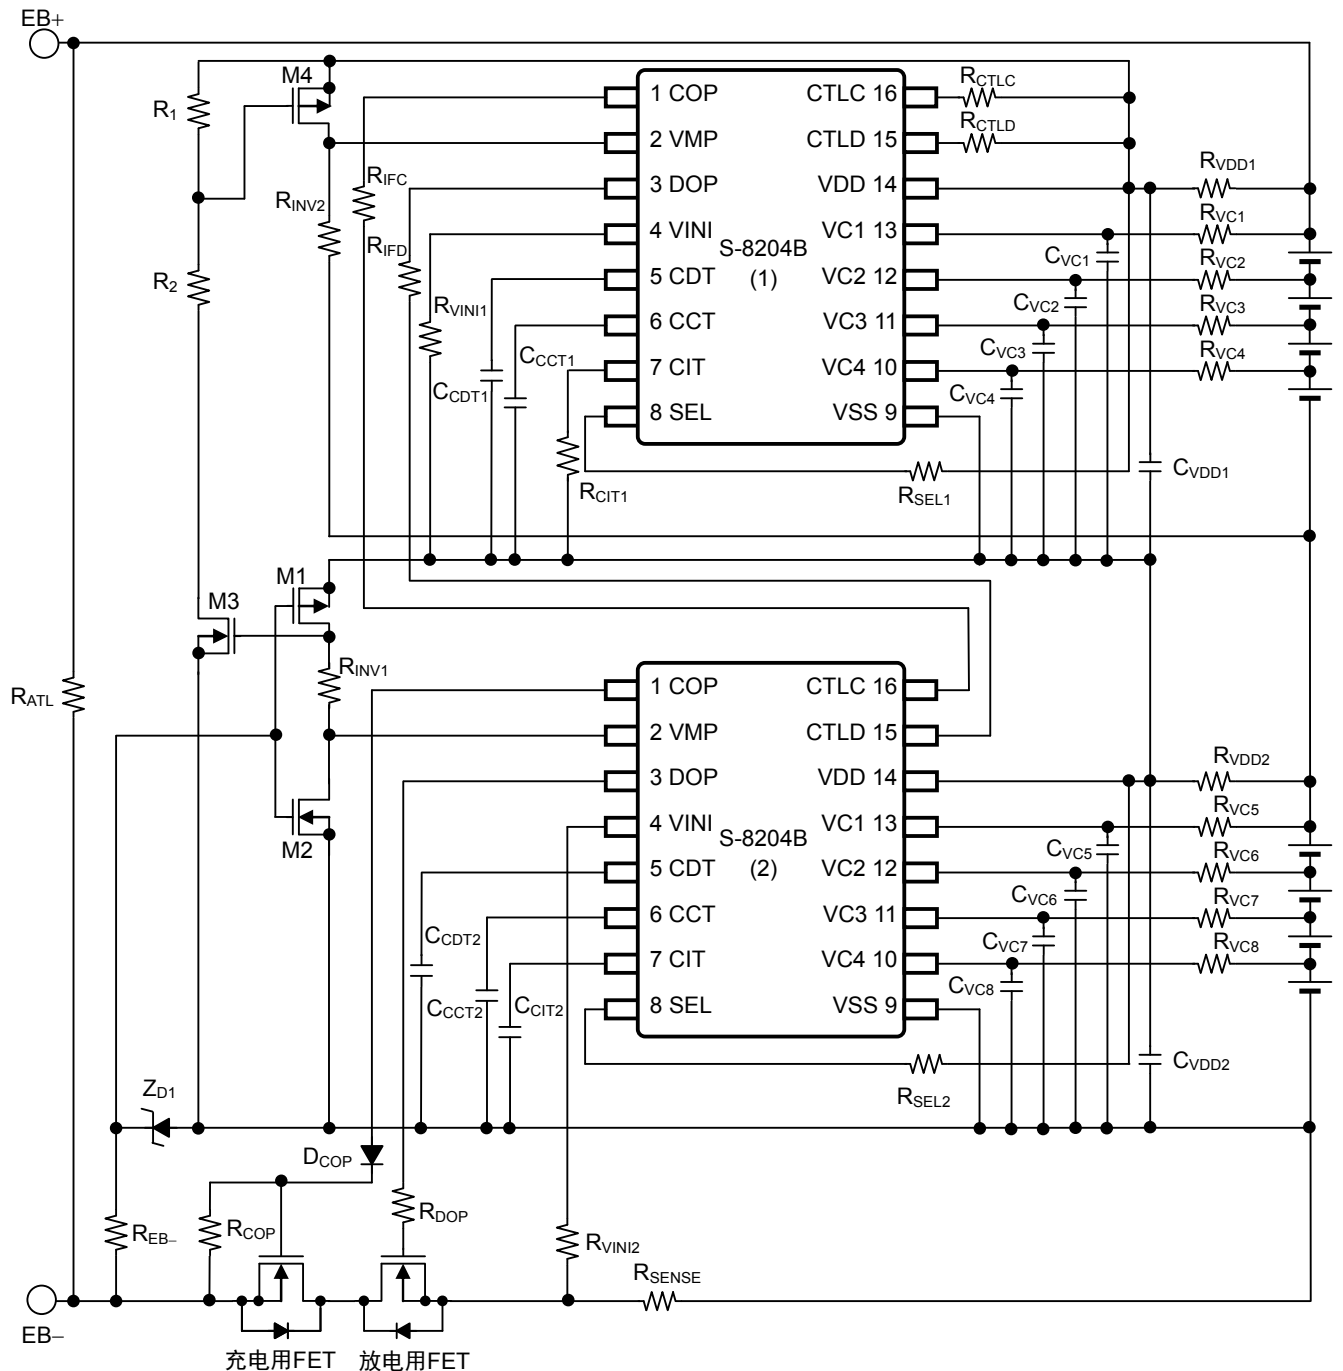 EB+
M4
R1
RINV2
RIFC
RIFD
R2
RVINI1
CCDT1
CCCT1
RCIT1
1 COP
2 VMP
3 DOP
4 VINI
5 CDT
6 CCT
7 CIT
8 SEL
S-8204B
(1)
CTLC 16
CTLD 15
VDD 14
VC1 13
VC2 12
VC3 11
VC4 10
VSS 9
RCTLC
RCTLD
RVDD1
RVC1
RVC2
RVC3
RVC4
CVC1
CVC2
CVC3
CVC4
RSEL1
CVDD1
M1
M3
RINV1
RATL
M2
1 COP
2 VMP
3 DOP
4 VINI
5 CDT
6 CCT
7 CIT
8 SEL
S-8204B
(2)
CTLC 16
CTLD 15
VDD 14
VC1 13
VC2 12
VC3 11
VC4 10
VSS 9
RVDD2
RVC5
RVC6
RVC7
RVC8
CVC5
CVC6
CVC7
CVC8
CCDT2
CCCT2
CCIT2
RSEL2
CVDD2
ZD1
DCOP
REB−
RCOP
RDOP
RVINI2
RSENSE
EB−
充电用FET
放电用FET